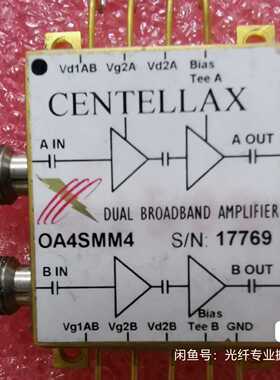 Vd1AB Vg2A Vd2A Bias
Tee A
CENTELLAX
A IN A OUT
DUAL BROADBAND AMPLIFIER
OA4SMM4 S/N: 17769
B IN B OUT
Bias
Vg1AB Vg2B Vd2B Tee B GND
闲鱼号：光纤专业